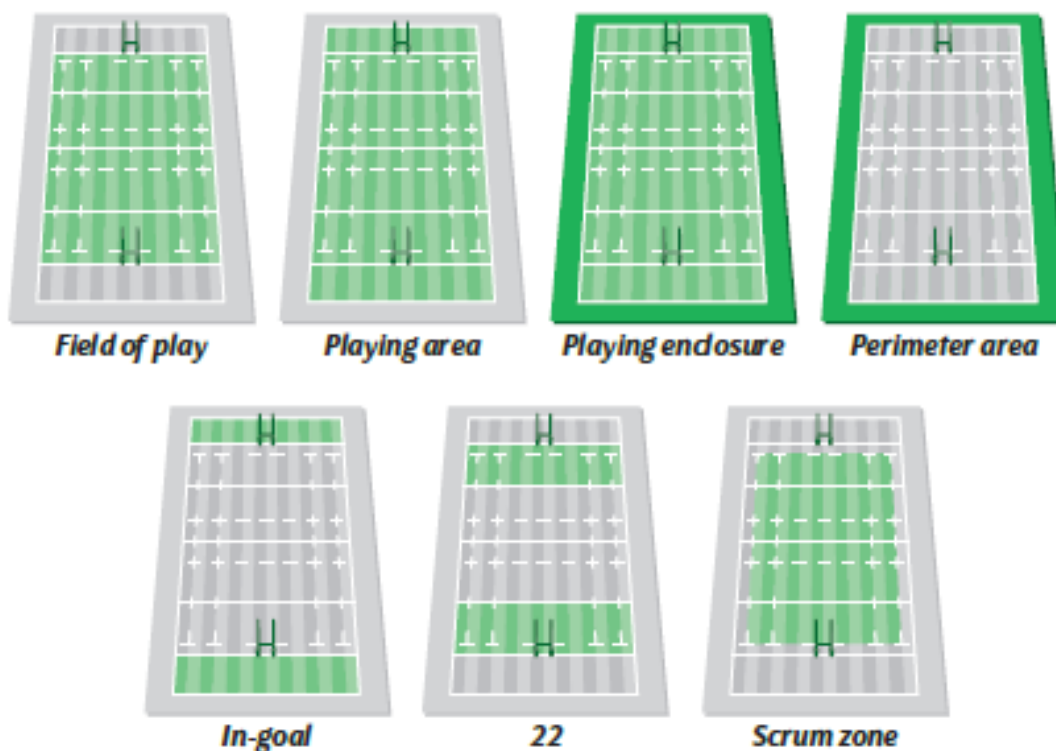 Field of play
Playing area
Playing enclosure
Perimeter area
In-goal
22
Scrum zone